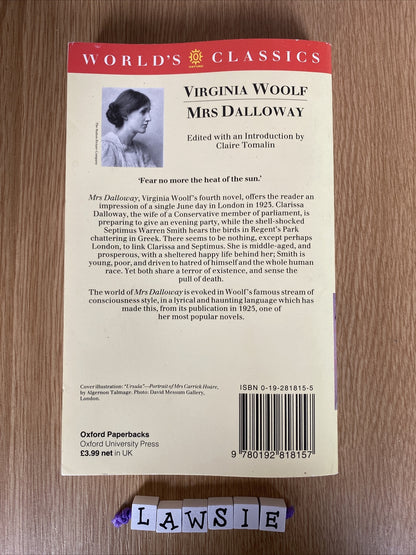 WORLD'S CLASSICS
OXFORD
VIRGINIA WOOLF
MRS DALLOWAY
Edited with an Introduction by
Claire Tomalin
'Fear no more the heat of the sun.'
Mrs Dalloway, Virginia Woolf's fourth novel, offers the reader an
impression of a single June day in London in 1923. Clarissa
Dalloway, the wife of a Conservative member of parliament, is
preparing to give an evening party, while the shell-shocked
Septimus Warren Smith hears the birds in Regent's Park
chattering in Greek. There seems to be nothing, except perhaps
London, to link Clarissa and Septimus. She is middle-aged, and
prosperous, with a sheltered happy life behind her; Smith is
young, poor, and driven to hatred of himself and the whole human
race. Yet both share a terror of existence, and sense the
pull of death.
The world of Mrs Dalloway is evoked in Woolf's famous stream of
consciousness style, in a lyrical and haunting language which has
made this, from its publication in 1925, one of
her most popular novels.
Cover illustration: "Ursula"—Portrait of Mrs Garrick Hoare,
by Algernon Talmage. Photo: David Messum Gallery,
London.
ISBN 0-19-281815-5
Oxford Paperbacks
Oxford University Press
£3.99 net in UK
9 780192 818157
LAWSIE